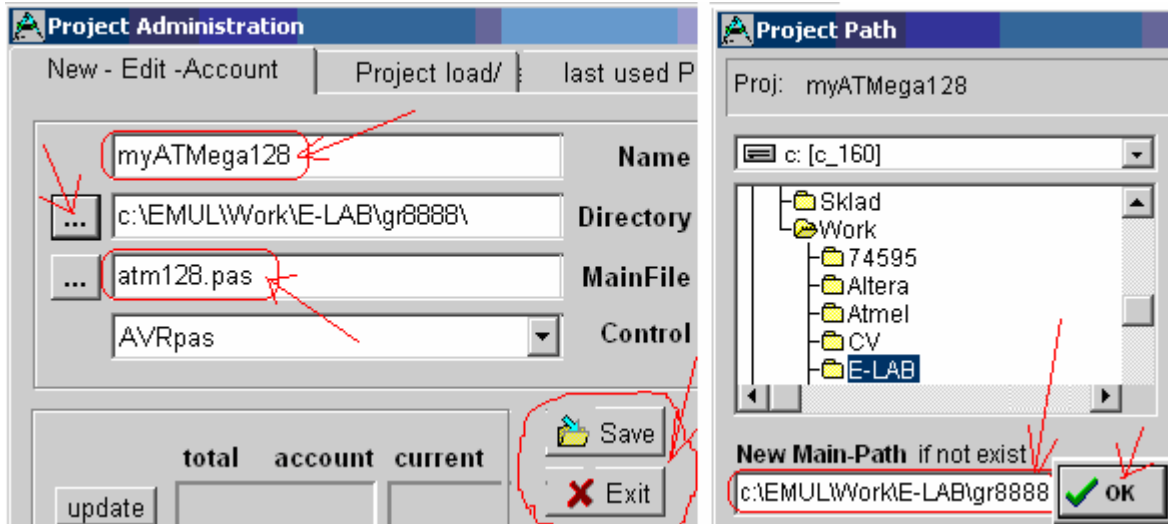 Project Administration
New - Edit -Account
Project load/
last used P
myATMega128
Name
...
c:\EMUL\Work\E-LAB\gr8888\
Directory
...
atm128.pas
MainFile
AVRpas
Control
total account current
update
Save
Exit
Project Path
Proj: myATMega128
c: [c_160]
Sklad
Work
74595
Altera
Atmel
CV
E-LAB
New Main-Path if not exist
c:\EMUL\Work\E-LAB\gr8888
OK